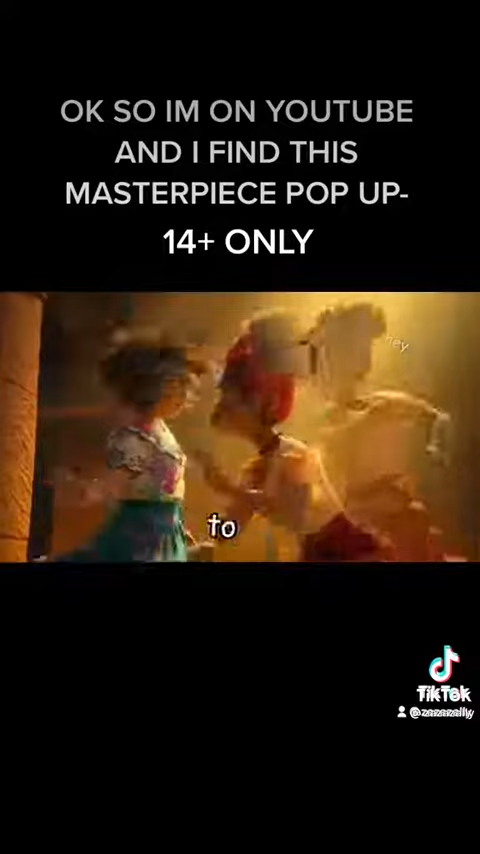 OK SO IM ON YOUTUBE
AND I FIND THIS
MASTERPIECE POP UP-
14+ ONLY
to
TikTok